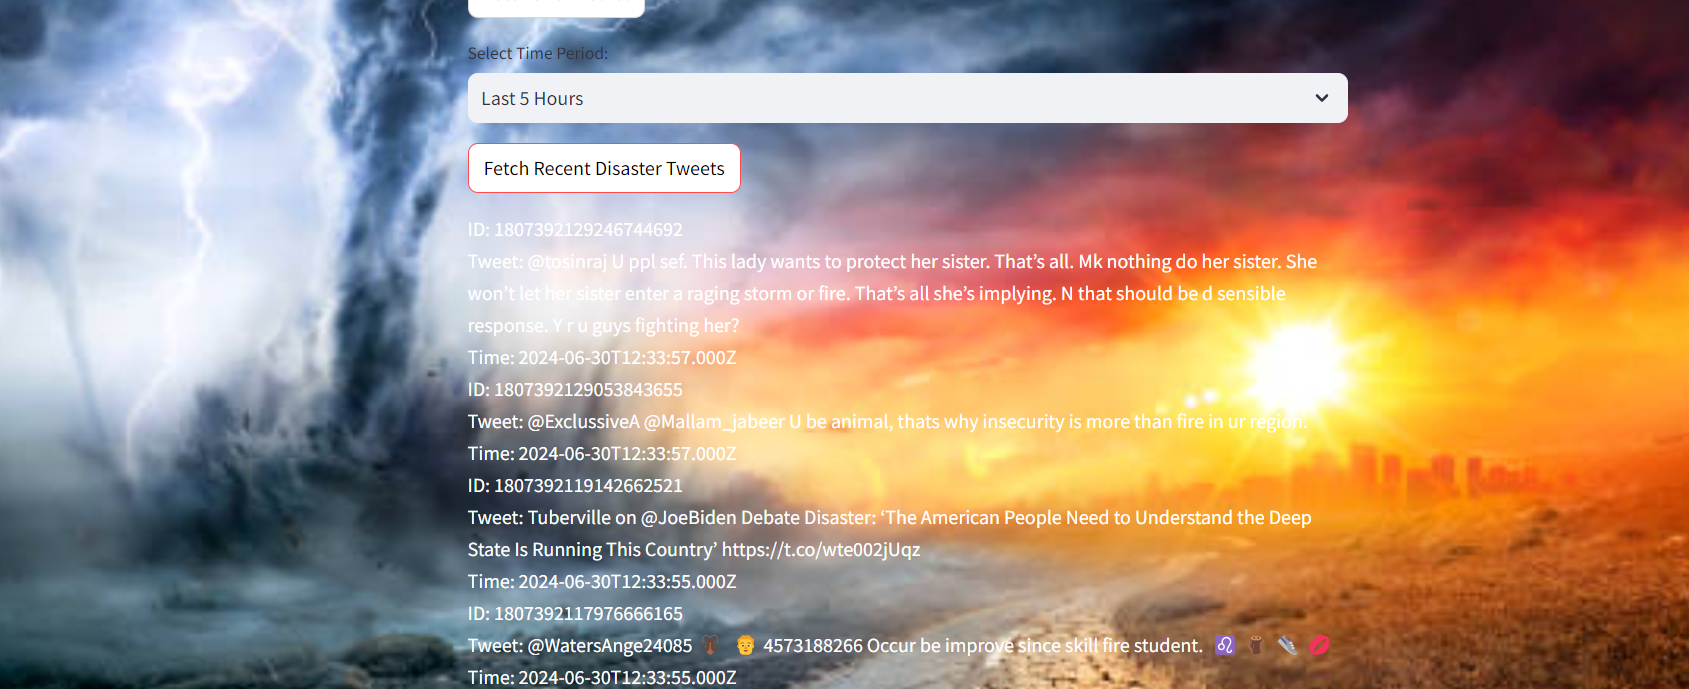 Select Time Period:
Last 5 Hours
Fetch Recent Disaster Tweets
ID: 1807392129246744692
Tweet: @tosinraj U ppl sef. This lady wants to protect her sister. That’s all. Mk nothing do her sister. She
won’t let her sister enter a raging storm or fire. That’s all she’s implying. N that should be d sensible
response. Y r u guys fighting her?
Time: 2024-06-30T12:33:57.000Z
ID: 1807392129053843655
Tweet: @ExclussiveA @Mallam_jabeer U be animal, thats why insecurity is more than fire in ur region.
Time: 2024-06-30T12:33:57.000Z
ID: 1807392119142662521
Tweet: Tuberville on @JoeBiden Debate Disaster: ‘The American People Need to Understand the Deep
State Is Running This Country’ https://t.co/wte002jUqz
Time: 2024-06-30T12:33:55.000Z
ID: 1807392117976666165
Tweet: @WatersAnge24085 4573188266 Occur be improve since skill fire student.
Time: 2024-06-30T12:33:55.000Z